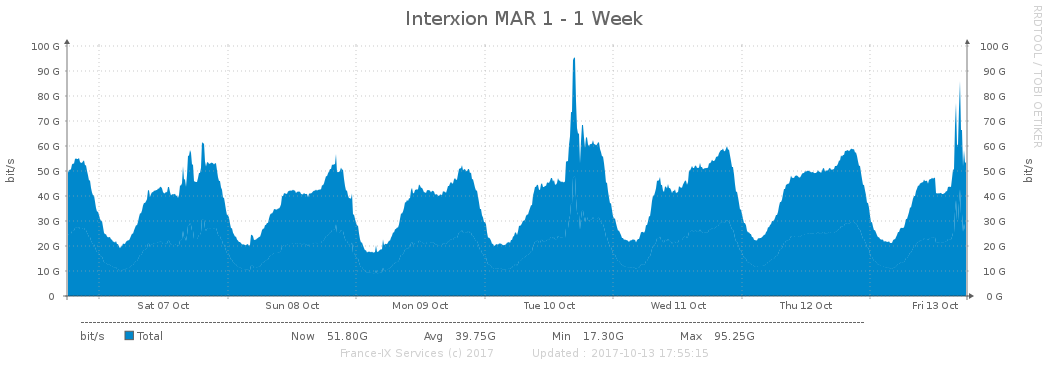 Interxion MAR 1 - 1 Week
RRDTOOL / TOBI OETIKER
bit/s
100 G 100 G
90 G 90 G
80 G 80 G
70 G 70 G
60 G 60 G
50 G 50 G
40 G 40 G
30 G 30 G
20 G 20 G
10 G 10 G
0 0 G
bit/s
Sat 07 Oct Sun 08 Oct Mon 09 Oct Tue 10 Oct Wed 11 Oct Thu 12 Oct Fri 13 Oct
bit/s Total Now 51.80G Avg 39.75G Min 17.30G Max 95.25G
France-IX Services (c) 2017 Updated : 2017-10-13 17:55:15